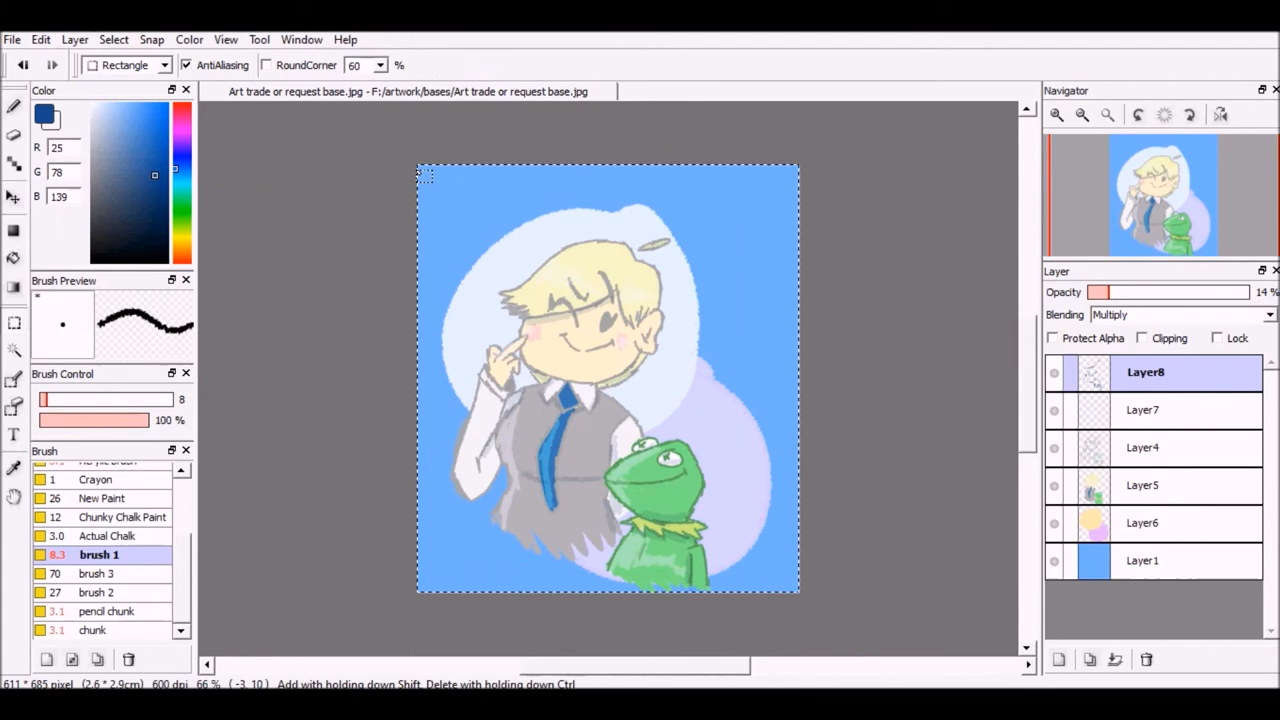 File Edit Layer Select Snap Color View Tool Window Help
Rectangle AntiAliasing RoundCorner 60 %
Color
Art trade or request base.jpg - F:/artwork/bases/Art trade or request base.jpg
Navigator
R 25
G 78
B 139
Brush Preview
*
Brush Control
8
100 %
Brush
1 Crayon
26 New Paint
12 Chunky Chalk Paint
3.0 Actual Chalk
8.3 brush 1
70 brush 3
27 brush 2
3.1 pencil chunk
3.1 chunk
Layer
Opacity 14 %
Blending Multiply
Protect Alpha Clipping Lock
Layer8
Layer7
Layer4
Layer5
Layer6
Layer1
611 * 685 pixel (2.6 * 2.9cm) 600 dpi 66 % (-3, 10) Add with holding down Shift, Delete with holding down Ctrl